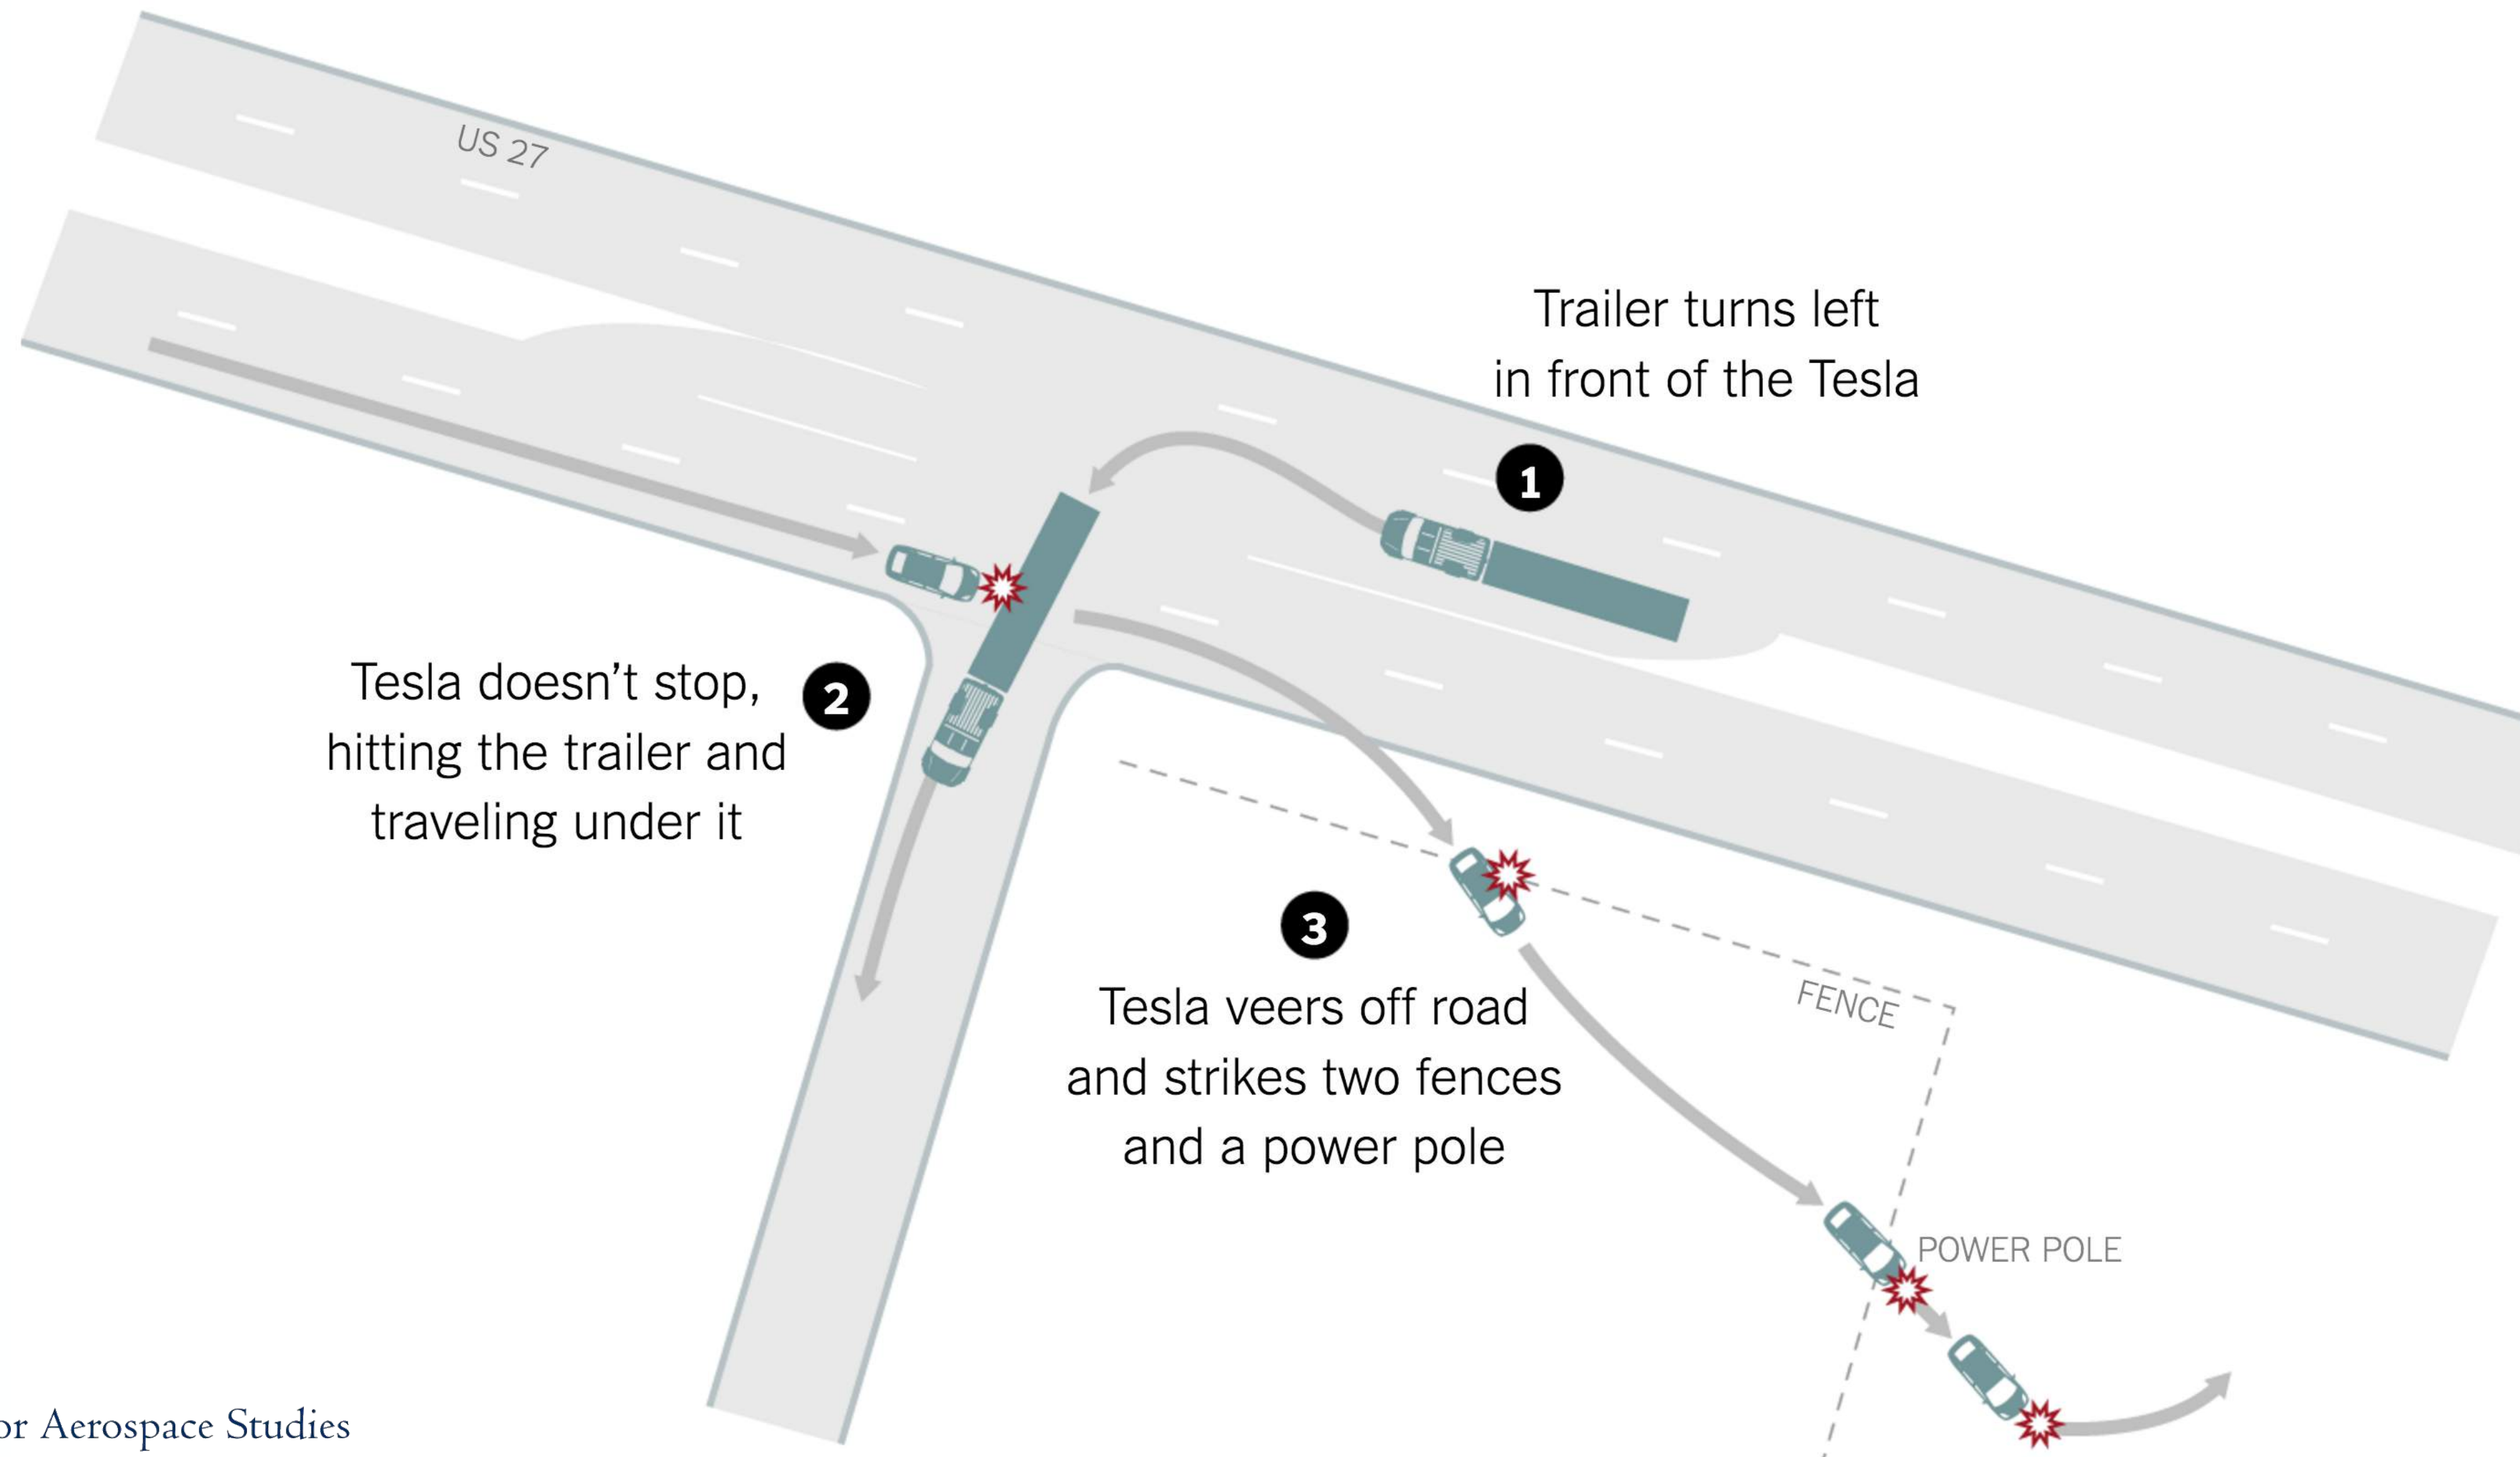 US 27
Trailer turns left
in front of the Tesla
1
Tesla doesn't stop,
hitting the trailer and
traveling under it
2
3
Tesla veers off road
and strikes two fences
and a power pole
FENCE
POWER POLE
or Aerospace Studies